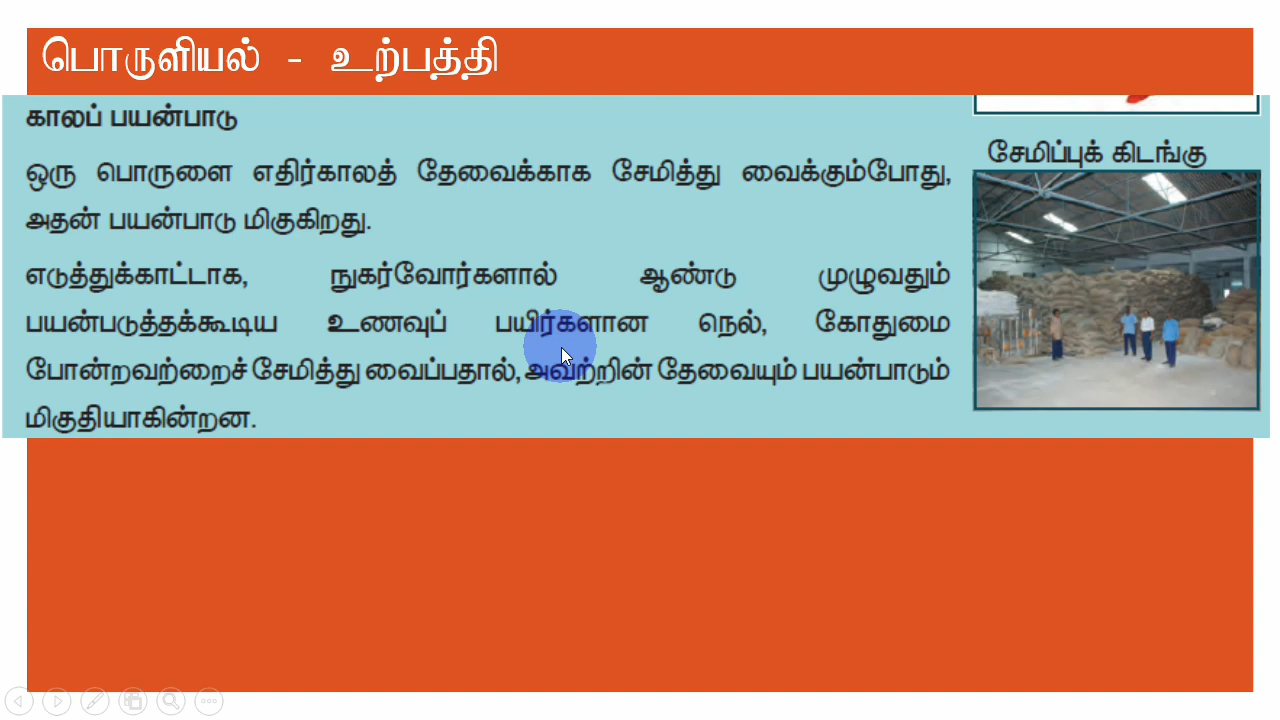 பொருளியல் - உற்பத்தி
காலப் பயன்பாடு
ஒரு பொருளை எதிர்காலத் தேவைக்காக சேமித்து வைக்கும்போது,
அதன் பயன்பாடு மிகுகிறது.
எடுத்துக்காட்டாக, நுகர்வோர்களால் ஆண்டு முழுவதும்
பயன்படுத்தக்கூடிய உணவுப் பயிர்களான நெல், கோதுமை
போன்றவற்றைச் சேமித்து வைப்பதால், அவற்றின் தேவையும் பயன்பாடும்
மிகுதியாகின்றன.
சேமிப்புக் கிடங்கு